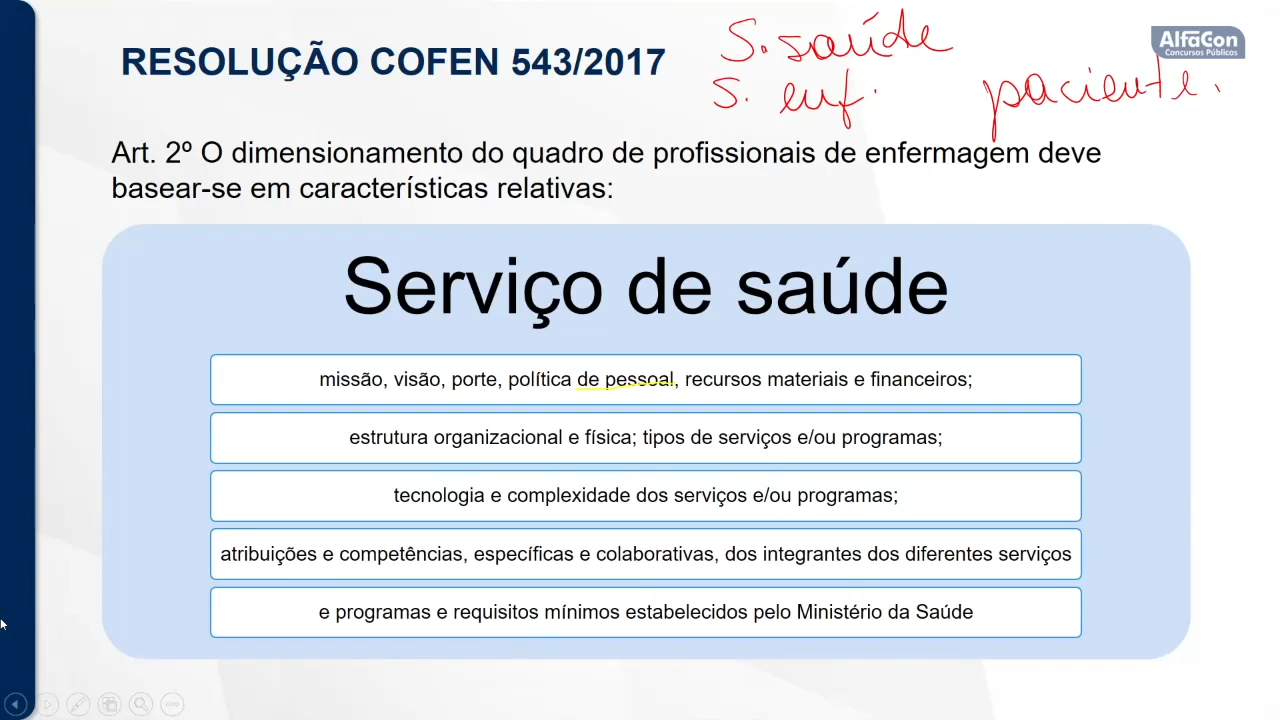 S. saúde
RESOLUÇÃO COFEN 543/2017
AlfaCon
Concursos Públicos
S. enf. paciente.
Art. 2º O dimensionamento do quadro de profissionais de enfermagem deve
basear-se em características relativas:
Serviço de saúde
missão, visão, porte, política de pessoal, recursos materiais e financeiros;
estrutura organizacional e física; tipos de serviços e/ou programas;
tecnologia e complexidade dos serviços e/ou programas;
atribuições e competências, específicas e colaborativas, dos integrantes dos diferentes serviços
e programas e requisitos mínimos estabelecidos pelo Ministério da Saúde